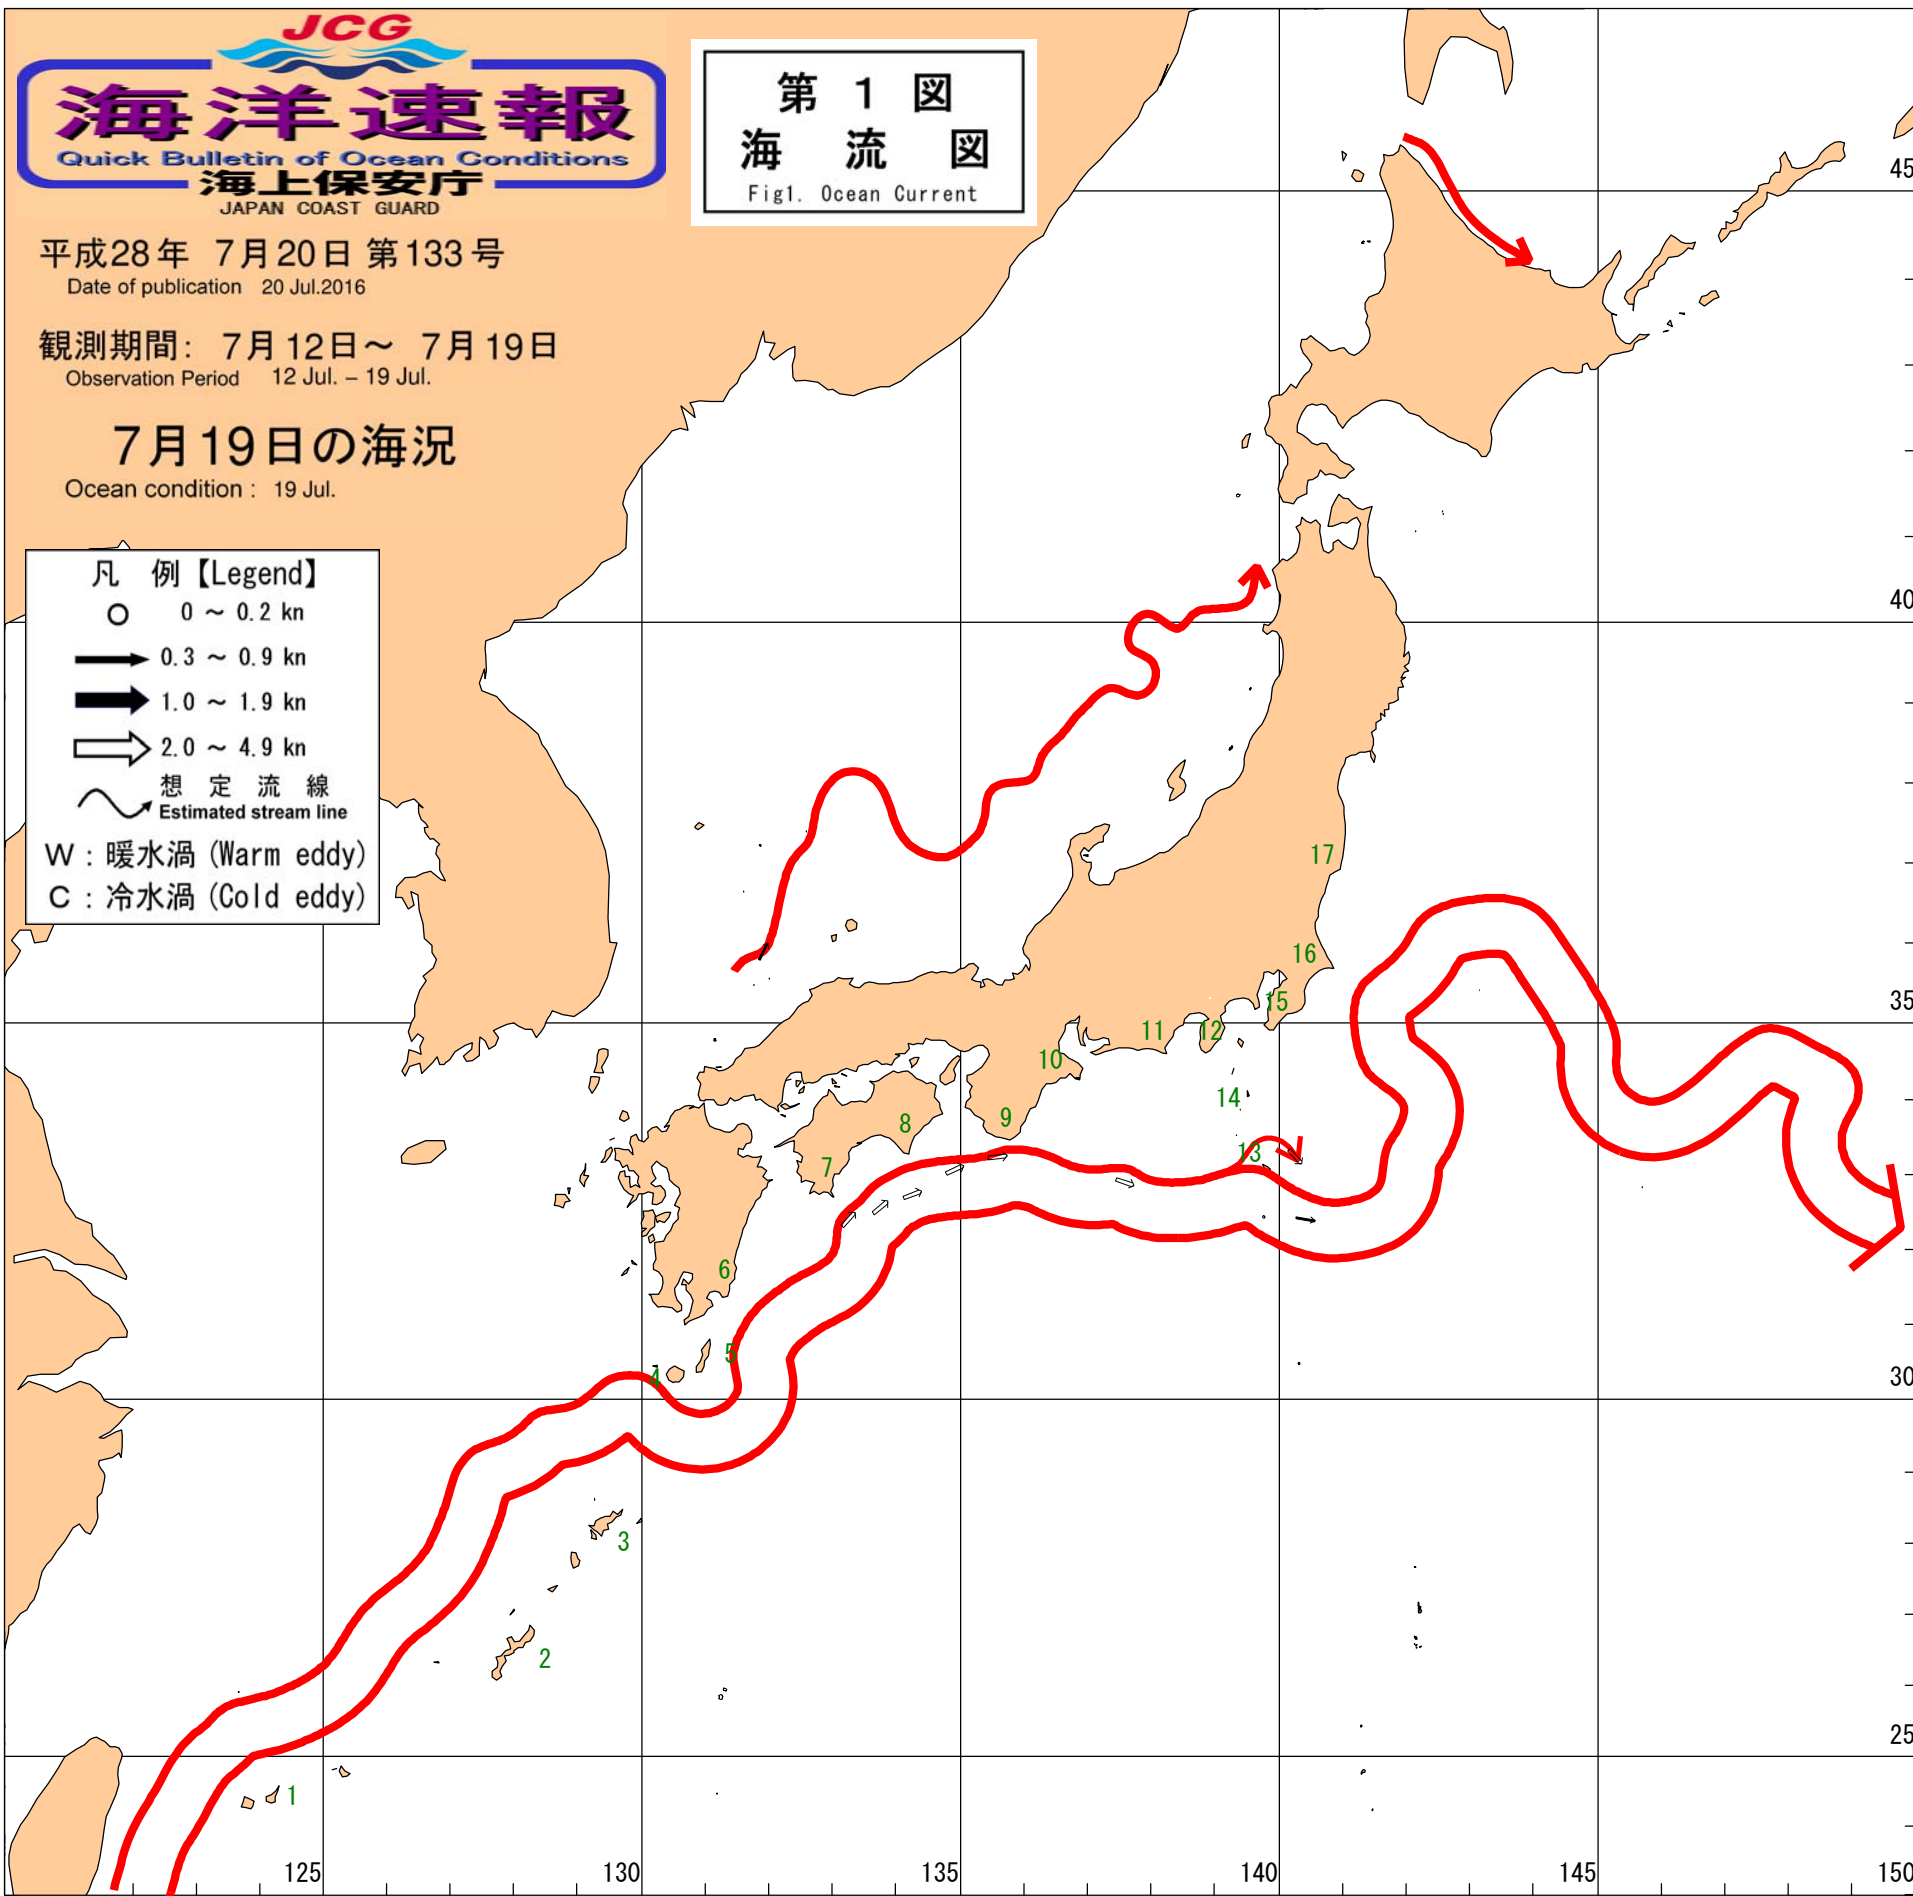 JCG
海洋速報
Quick Bulletin of Ocean Conditions
海上保安庁
JAPAN COAST GUARD
第 1 図
海 流 図
Fig1. Ocean Current
平成28年 7月20日 第133号
Date of publication 20 Jul.2016
観測期間: 7月12日～ 7月19日
Observation Period 12 Jul. – 19 Jul.
7月19日の海況
Ocean condition : 19 Jul.
凡 例【Legend】
0 ～ 0.2 kn
0.3 ～ 0.9 kn
1.0 ～ 1.9 kn
2.0 ～ 4.9 kn
想 定 流 線
Estimated stream line
W : 暖水渦 (Warm eddy)
C : 冷水渦 (Cold eddy)
45
40
35
30
25
17
16
15
12
11
10
14
13
9
8
7
6
5
4
3
2
1
125
130
135
140
145
150